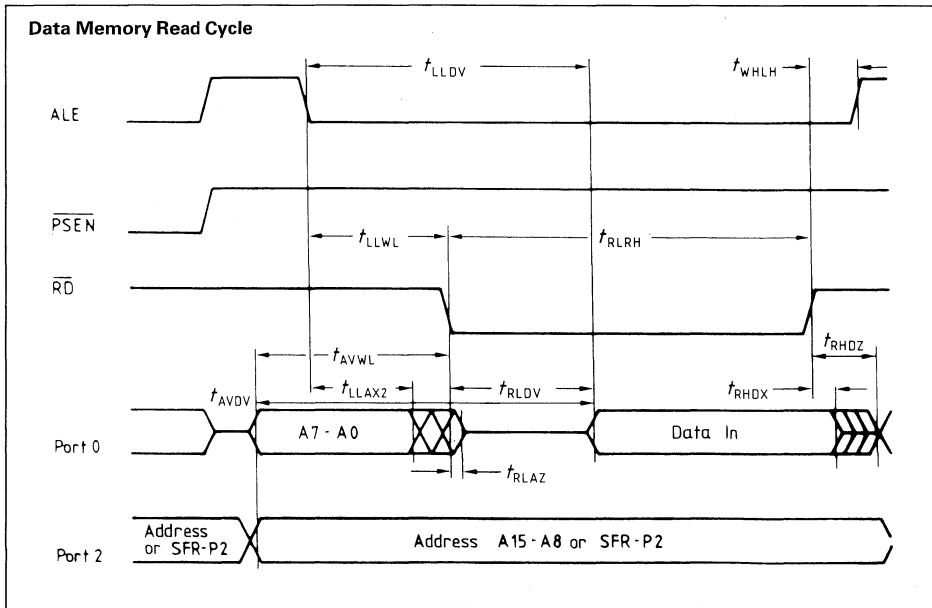 Data Memory Read Cycle
tLLDV
tWHLH
ALE
PSEN
tLLWL
tRLRH
RD
tAVWL
tRHDZ
tAVDV
tLLAX2
tRLDV
tRHDX
Port 0
A7 - A0
Data In
tRLAZ
Address
or SFR-P2
Address A15-A8 or SFR-P2
Port 2